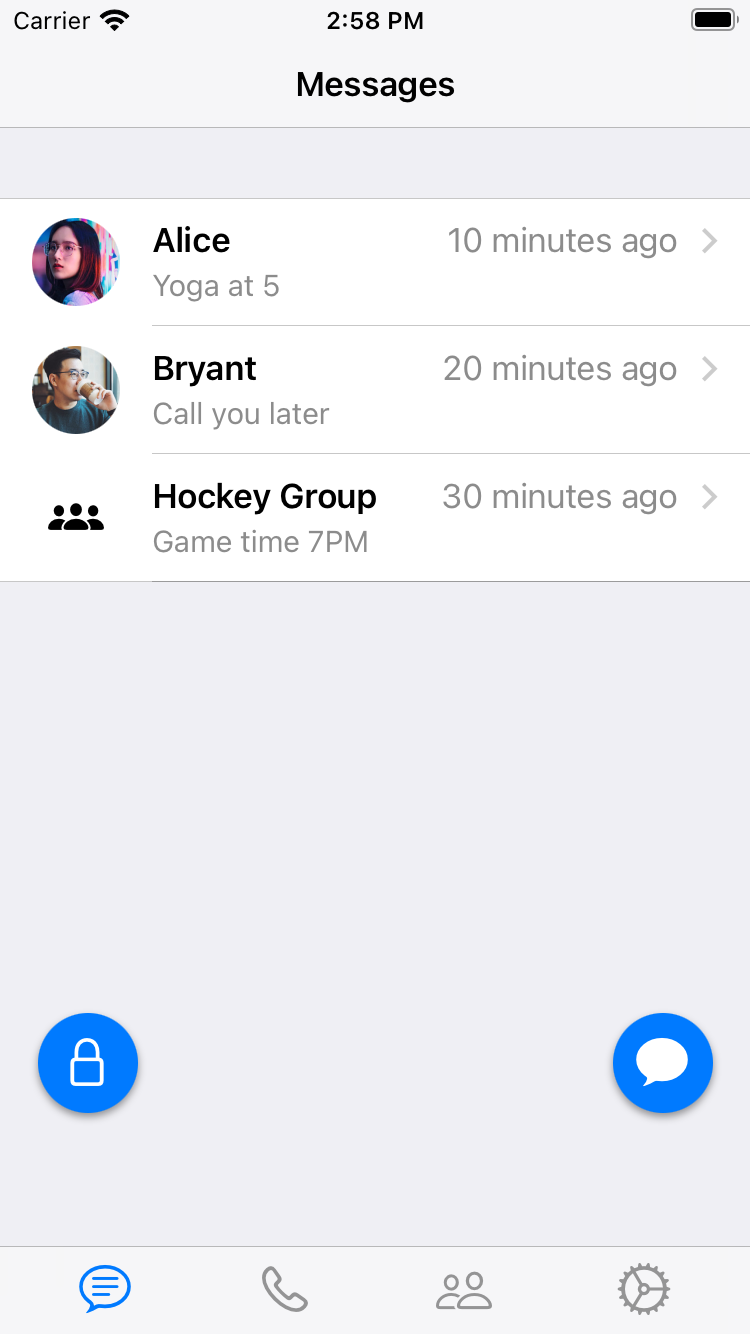 Carrier 2:58 PM
Messages
Alice 10 minutes ago
Yoga at 5
Bryant 20 minutes ago
Call you later
Hockey Group 30 minutes ago
Game time 7PM